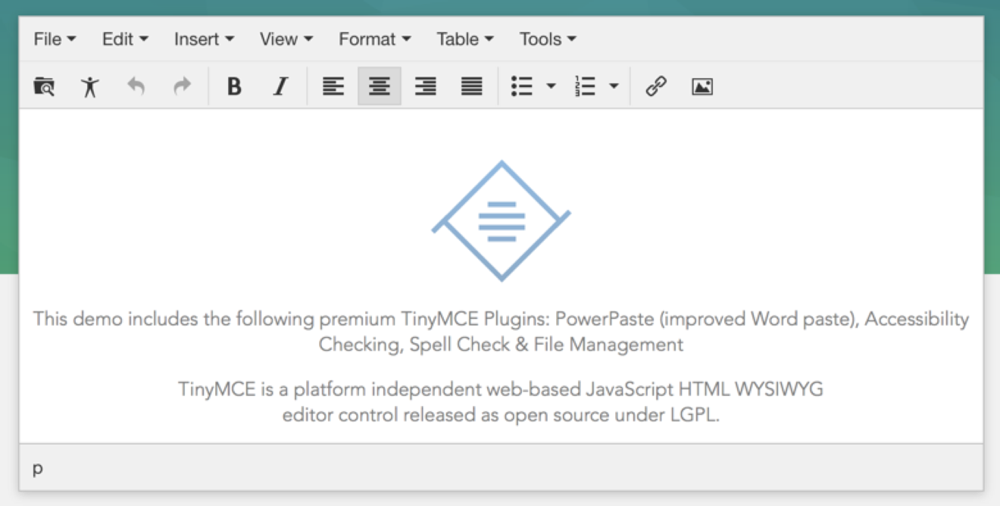 File Edit Insert View Format Table Tools
B I
This demo includes the following premium TinyMCE Plugins: PowerPaste (improved Word paste), Accessibility
Checking, Spell Check & File Management
TinyMCE is a platform independent web-based JavaScript HTML WYSIWYG
editor control released as open source under LGPL.
p